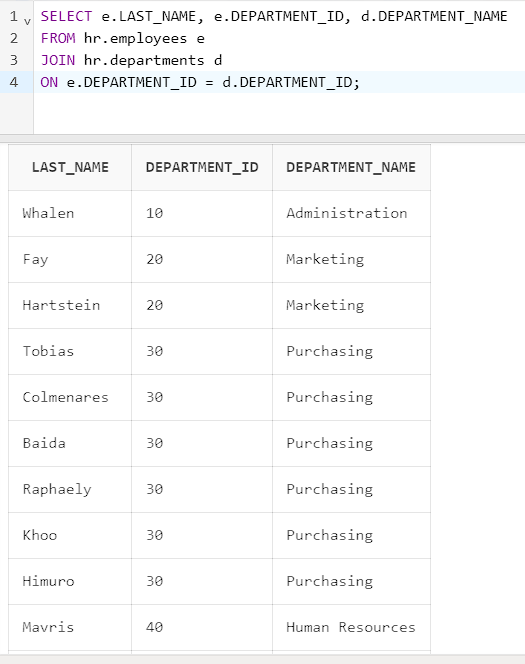 1 SELECT e.LAST_NAME, e.DEPARTMENT_ID, d.DEPARTMENT_NAME
2 FROM hr.employees e
3 JOIN hr.departments d
4 ON e.DEPARTMENT_ID = d.DEPARTMENT_ID;
LAST_NAME DEPARTMENT_ID DEPARTMENT_NAME
Whalen 10 Administration
Fay 20 Marketing
Hartstein 20 Marketing
Tobias 30 Purchasing
Colmenares 30 Purchasing
Baida 30 Purchasing
Raphaely 30 Purchasing
Khoo 30 Purchasing
Himuro 30 Purchasing
Mavris 40 Human Resources